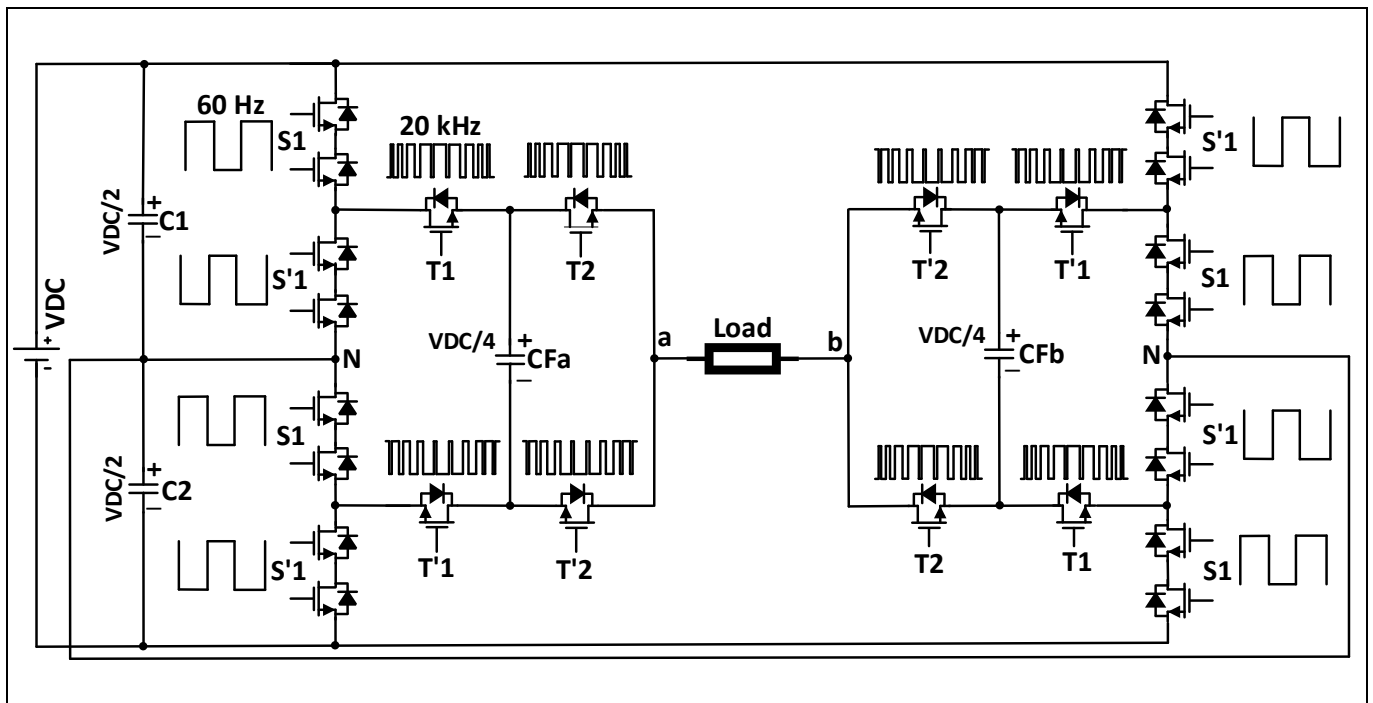 60 Hz
S1
20 kHz
S'1
VDC/2
+
C1
_
S'1
T1
T2
T'2
T'1
S1
VDC
+
-
N
VDC/4
+
CFa
_
a
Load
b
VDC/4
+
CFb
_
N
S1
S'1
VDC/2
+
C2
_
S'1
T'1
T'2
T2
T1
S1